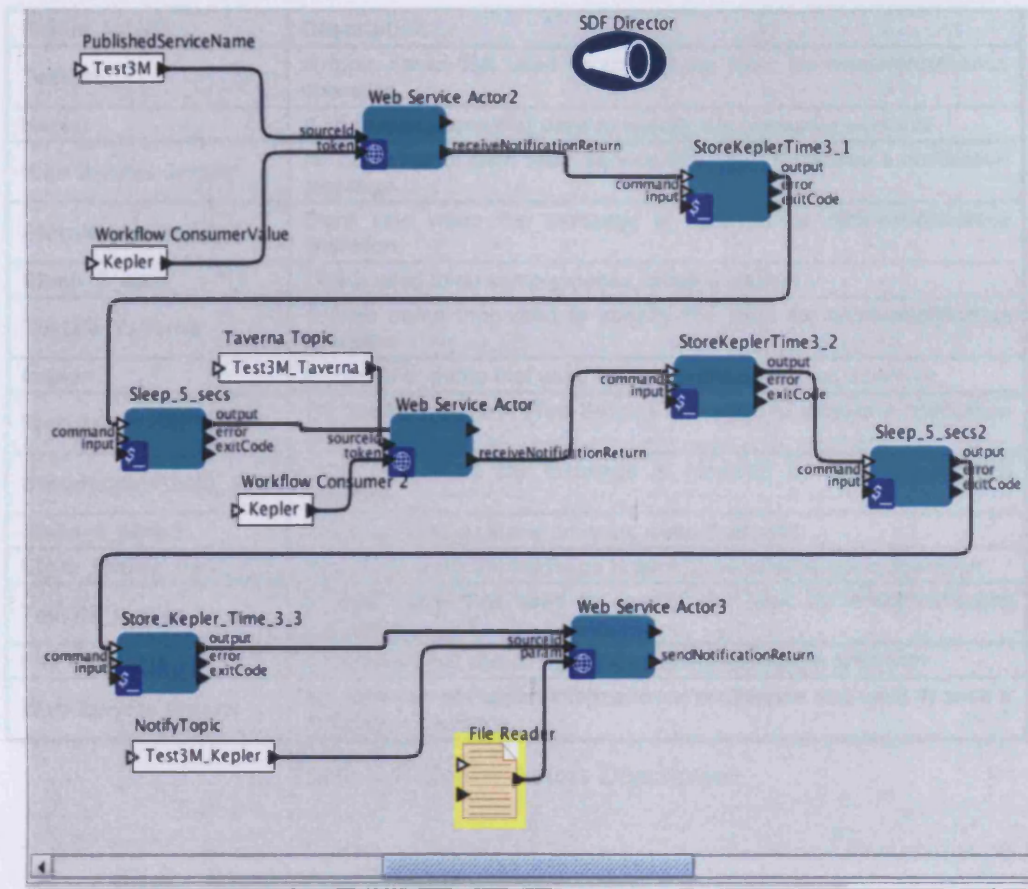 SDF Director
PublishedServiceName
Test3M
Web Service Actor2
sourceId
token
receiveNotificationReturn
StoreKeplerTime3_1
command
input
output
error
exitCode
Workflow ConsumerValue
Kepler
Taverna Topic
Test3M_Taverna
StoreKeplerTime3_2
command
input
output
error
exitCode
Sleep_5_secs
command
input
output
error
exitCode
Web Service Actor
sourceId
token
receiveNotificationReturn
Workflow Consumer 2
Kepler
Sleep_5_secs2
command
input
output
error
exitCode
Store_Kepler_Time_3_3
command
input
output
error
exitCode
Web Service Actor3
sourceId
param
sendNotificationReturn
NotifyTopic
Test3M_Kepler
File Reader